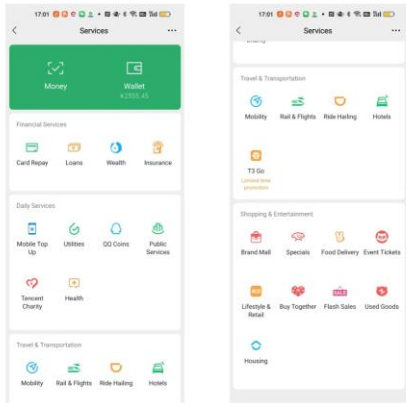 17:01
Services
Money
Wallet
Financial Services
Card Repay Loans Wealth Insurance
Daily Services
Mobile Top Up Utilities QQ Coins Public Services
Tencent Charity Health
Travel & Transportation
Mobility Rail & Flights Ride Hailing Hotels
17:01
Services
Travel & Transportation
Mobility Rail & Flights Ride Hailing Hotels
T3 Go
Limited-time promotion
Shopping & Entertainment
Brand Mall Specials Food Delivery Event Tickets
Lifestyle & Retail Buy Together Flash Sales Used Goods
SALE
Housing